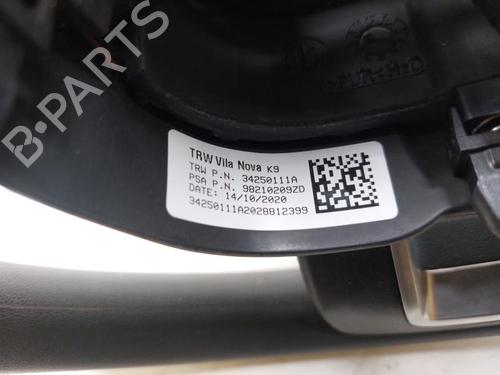 B-PARTS
TRW Vila Nova K9
TRW P.N. 34250111A
PSA P.N. 98210209ZD
DATE: 14/10/2020
34250111A2028812399